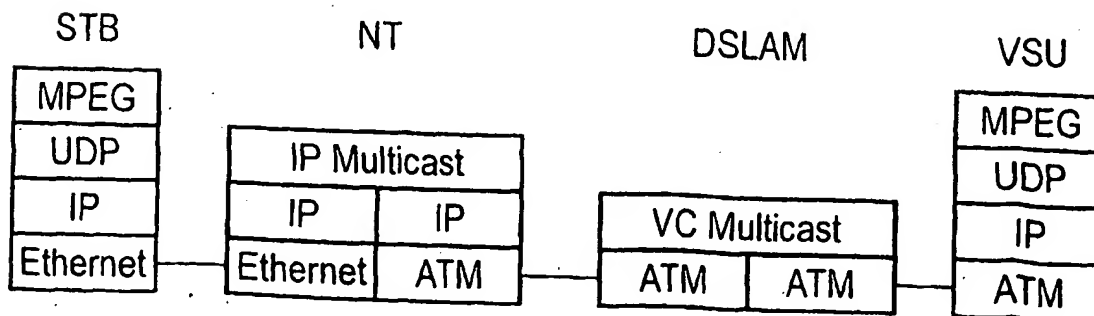 STB
NT
DSLAM
VSU
MPEG
UDP
IP
Ethernet
IP Multicast
IP IP
Ethernet ATM
VC Multicast
ATM ATM
MPEG
UDP
IP
ATM